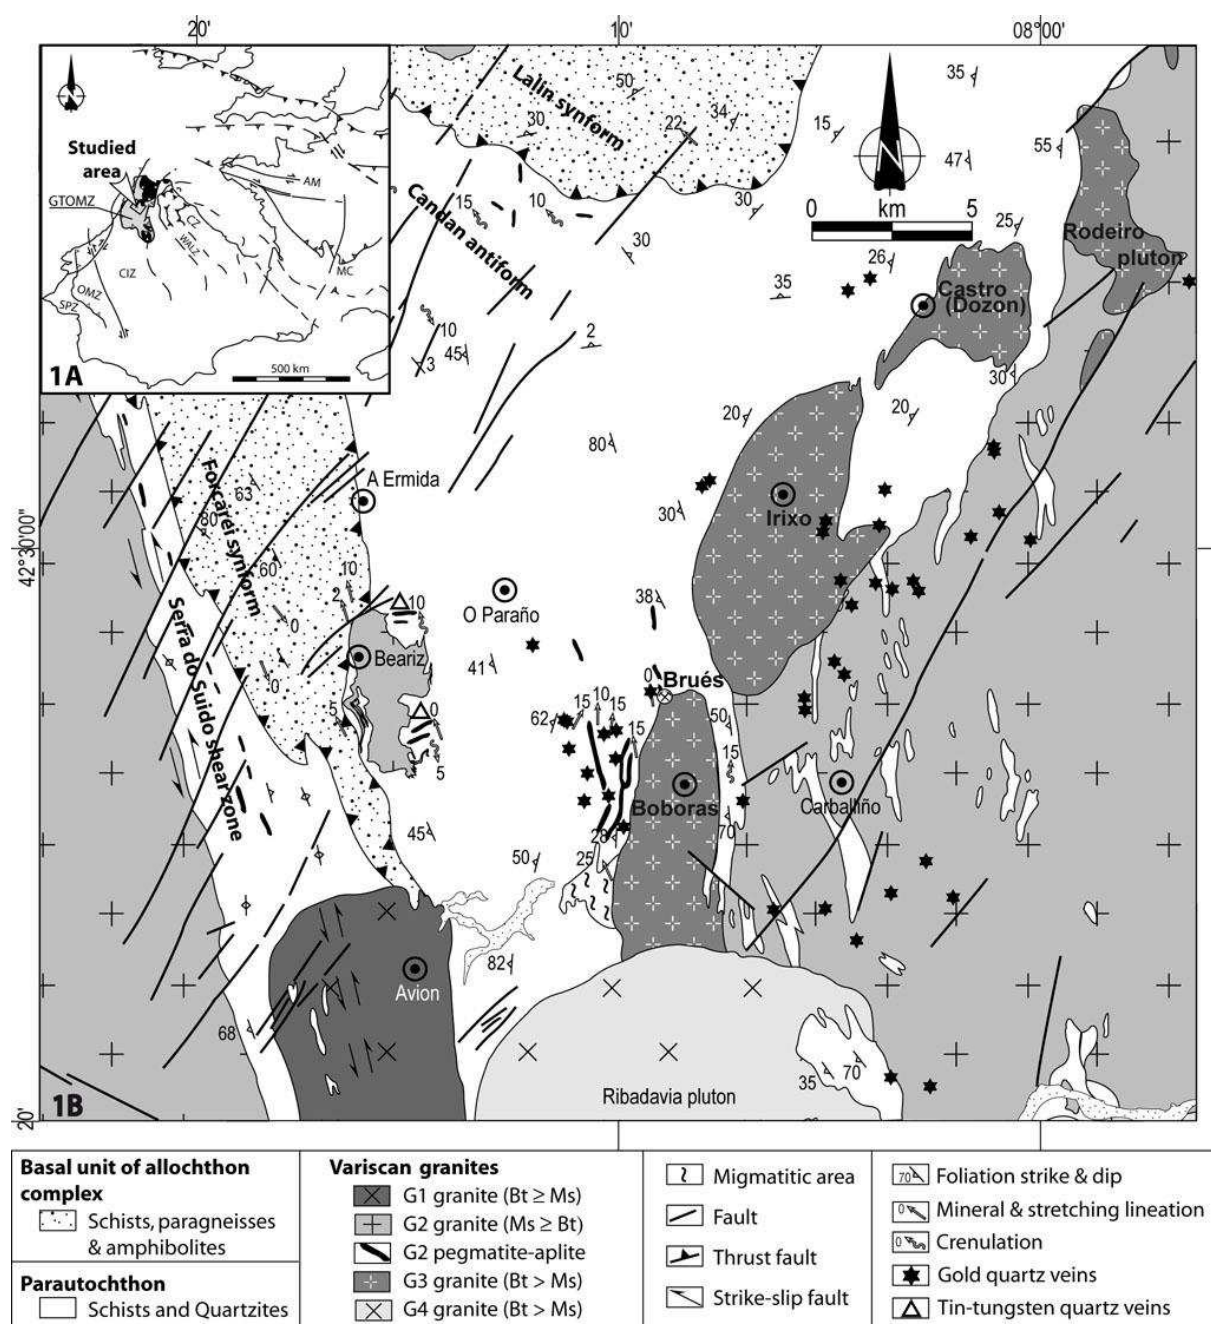 20'
10'
08°00'
Studied
area
GTOMZ
AM
CZ
WALZ
CIZ
MC
OMZ
SPZ
500 km
1A
Lalin synform
50
30
22
34
35
15
47
55
Candan antiform
15
10
30
30
0 km 5
25
26
35
Rodeiro
pluton
Castro
(Dozon)
10
3
45
2
30
20
20
80
63
80
A Ermida
Forcarei synform
30
Irixo
42°30'00"
60
10
2
0
10
O Paraño
38
Beariz
Serra do Suido shear zone
0
41
0
Brués
5
0
5
62
15
10
15
15
50
15
Boboras
Carballiño
45
28
70
50
25
82
Avion
68
35
70
Ribadavia pluton
1B
20'
Basal unit of allochthon
complex
Schists, paragneisses
& amphibolites
Parautochthon
Schists and Quartzites
Variscan granites
G1 granite (Bt ≥ Ms)
G2 granite (Ms ≥ Bt)
G2 pegmatite-aplite
G3 granite (Bt > Ms)
G4 granite (Bt > Ms)
Migmatitic area
Fault
Thrust fault
Strike-slip fault
70 Foliation strike & dip
0 Mineral & stretching lineation
0 Crenulation
Gold quartz veins
Tin-tungsten quartz veins